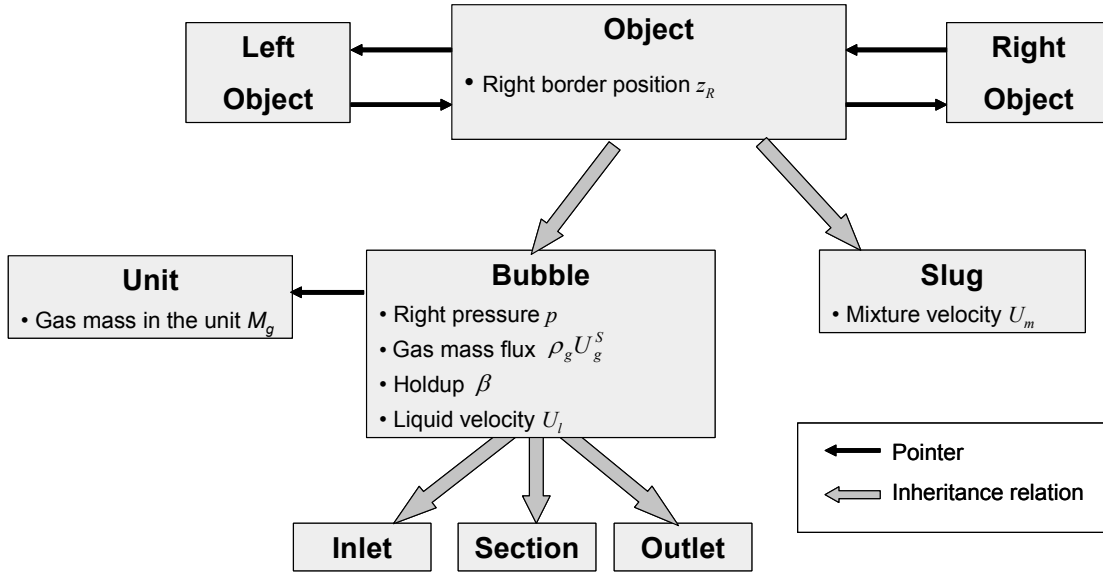 Left
Object
Object
• Right border position z_R
Right
Object
Unit
• Gas mass in the unit M_g
Bubble
• Right pressure p
• Gas mass flux ρ_g U_g^S
• Holdup β
• Liquid velocity U_l
Slug
• Mixture velocity U_m
Pointer
Inheritance relation
Inlet
Section
Outlet